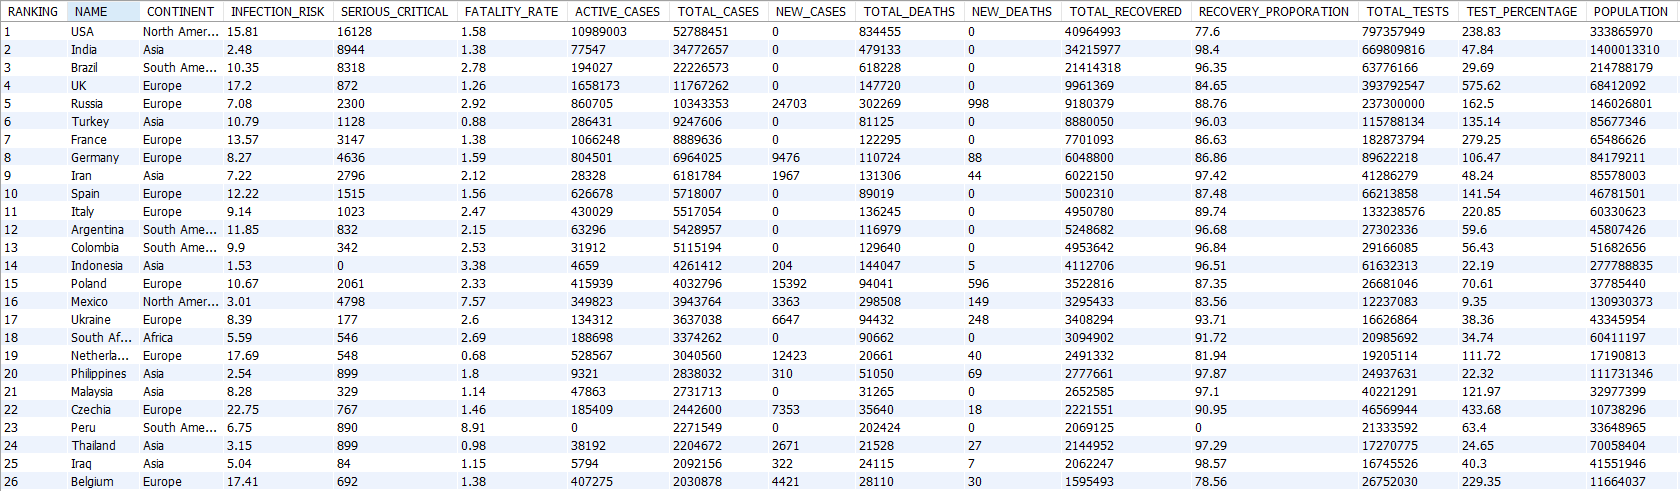 RANKING NAME CONTINENT INFECTION_RISK SERIOUS_CRITICAL FATALITY_RATE ACTIVE_CASES TOTAL_CASES NEW_CASES TOTAL_DEATHS NEW_DEATHS TOTAL_RECOVERED RECOVERY_PROPORATION TOTAL_TESTS TEST_PERCENTAGE POPULATION
1 USA North Amer... 15.81 16128 1.58 10989003 52788451 0 834455 0 40964993 77.6 797357949 238.83 333865970
2 India Asia 2.48 8944 1.38 77547 34772657 0 479133 0 34215977 98.4 669809816 47.84 1400013310
3 Brazil South Ame... 10.35 8318 2.78 194027 22226573 0 618228 0 21414318 96.35 63776166 29.69 214788179
4 UK Europe 17.2 872 1.26 1658173 11767262 0 147720 0 9961369 84.65 393792547 575.62 68412092
5 Russia Europe 7.08 2300 2.92 860705 10343353 24703 302269 998 9180379 88.76 237300000 162.5 146026801
6 Turkey Asia 10.79 1128 0.88 286431 9247606 0 81125 0 8880050 96.03 115788134 135.14 85677346
7 France Europe 13.57 3147 1.38 1066248 8889636 0 122295 0 7701093 86.63 182873794 279.25 65486626
8 Germany Europe 8.27 4636 1.59 804501 6964025 9476 110724 88 6048800 86.86 89622218 106.47 84179211
9 Iran Asia 7.22 2796 2.12 28328 6181784 1967 131306 44 6022150 97.42 41286279 48.24 85578003
10 Spain Europe 12.22 1515 1.56 626678 5718007 0 89019 0 5002310 87.48 66213858 141.54 46781501
11 Italy Europe 9.14 1023 2.47 430029 5517054 0 136245 0 4950780 89.74 133238576 220.85 60330623
12 Argentina South Ame... 11.85 832 2.15 63296 5428957 0 116979 0 5248682 96.68 27302336 59.6 45807426
13 Colombia South Ame... 9.9 342 2.53 31912 5115194 0 129640 0 4953642 96.84 29166085 56.43 51682656
14 Indonesia Asia 1.53 0 3.38 4659 4261412 204 144047 5 4112706 96.51 61632313 22.19 277788835
15 Poland Europe 10.67 2061 2.33 415939 4032796 15392 94041 596 3522816 87.35 26681046 70.61 37785440
16 Mexico North Amer... 3.01 4798 7.57 349823 3943764 3363 298508 149 3295433 83.56 12237083 9.35 130930373
17 Ukraine Europe 8.39 177 2.6 134312 3637038 6647 94432 248 3408294 93.71 16626864 38.36 43345954
18 South Af... Africa 5.59 546 2.69 188698 3374262 0 90662 0 3094902 91.72 20985692 34.74 60411197
19 Netherla... Europe 17.69 548 0.68 528567 3040560 12423 20661 40 2491332 81.94 19205114 111.72 17190813
20 Philippines Asia 2.54 899 1.8 9321 2838032 310 51050 69 2777661 97.87 24937631 22.32 111731346
21 Malaysia Asia 8.28 329 1.14 47863 2731713 0 31265 0 2652585 97.1 40221291 121.97 32977399
22 Czechia Europe 22.75 767 1.46 185409 2442600 7353 35640 18 2221551 90.95 46569944 433.68 10738296
23 Peru South Ame... 6.75 890 8.91 0 2271549 0 202424 0 2069125 0 21333592 63.4 33648965
24 Thailand Asia 3.15 899 0.98 38192 2204672 2671 21528 27 2144952 97.29 17270775 24.65 70058404
25 Iraq Asia 5.04 84 1.15 5794 2092156 322 24115 7 2062247 98.57 16745526 40.3 41551946
26 Belgium Europe 17.41 692 1.38 407275 2030878 4421 28110 30 1595493 78.56 26752030 229.35 11664037